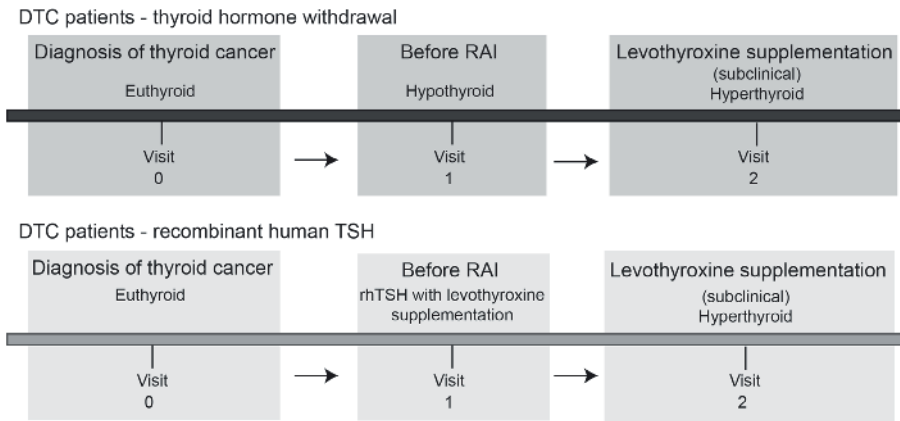 DTC patients - thyroid hormone withdrawal
Diagnosis of thyroid cancer
Euthyroid
Visit
0
Before RAI
Hypothyroid
Visit
1
Levothyroxine supplementation
(subclinical)
Hyperthyroid
Visit
2
DTC patients - recombinant human TSH
Diagnosis of thyroid cancer
Euthyroid
Visit
0
Before RAI
rhTSH with levothyroxine
supplementation
Visit
1
Levothyroxine supplementation
(subclinical)
Hyperthyroid
Visit
2